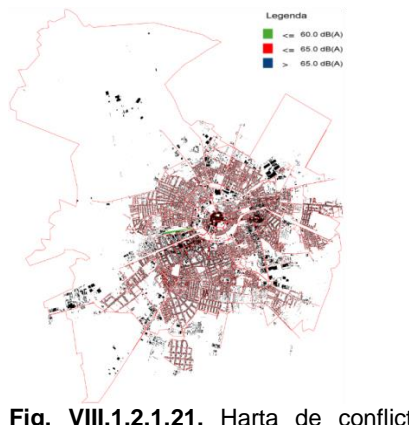 Legenda
<= 60.0 dB(A)
<= 65.0 dB(A)
> 65.0 dB(A)
Fig. VIII.1.2.1.21. Harta de conflict